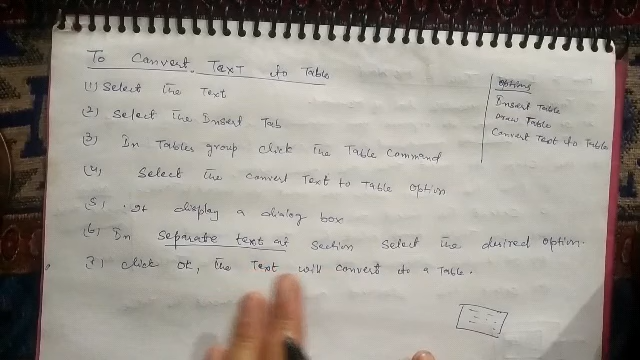 To Convert Text to Table
(1) Select the Text
(2) Select the Insert Tab
(3) In Tables group click the Table Command
(4) Select the convert Text to Table option
(5) It display a dialog box
(6) In separate text at section select the desired option.
(7) click ok, the Text will convert to a Table.
options
Insert Table
Draw Table
Convert Text to Table